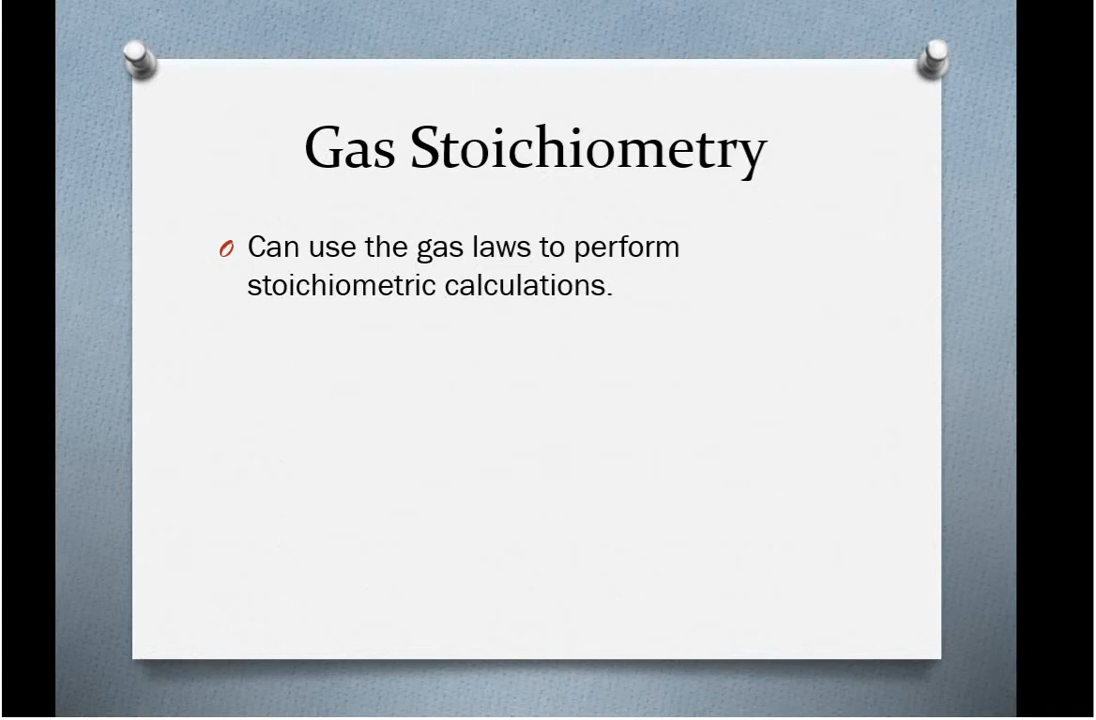 Gas Stoichiometry
Can use the gas laws to perform
stoichiometric calculations.